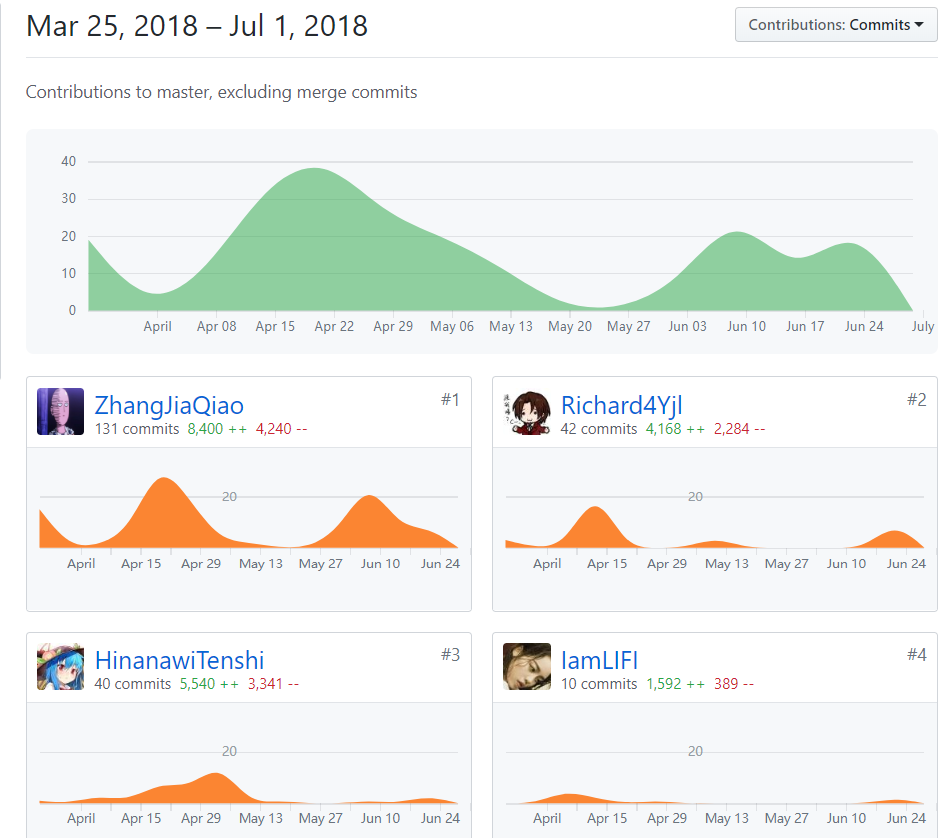 Mar 25, 2018 – Jul 1, 2018
Contributions: Commits
Contributions to master, excluding merge commits
40
30
20
10
0
April Apr 08 Apr 15 Apr 22 Apr 29 May 06 May 13 May 20 May 27 Jun 03 Jun 10 Jun 17 Jun 24 July
ZhangJiaQiao #1
131 commits 8,400 ++ 4,240 --
20
April Apr 15 Apr 29 May 13 May 27 Jun 10 Jun 24
Richard4Yjl #2
42 commits 4,168 ++ 2,284 --
20
April Apr 15 Apr 29 May 13 May 27 Jun 10 Jun 24
HinanawiTenshi #3
40 commits 5,540 ++ 3,341 --
20
April Apr 15 Apr 29 May 13 May 27 Jun 10 Jun 24
IamLIFI #4
10 commits 1,592 ++ 389 --
20
April Apr 15 Apr 29 May 13 May 27 Jun 10 Jun 24